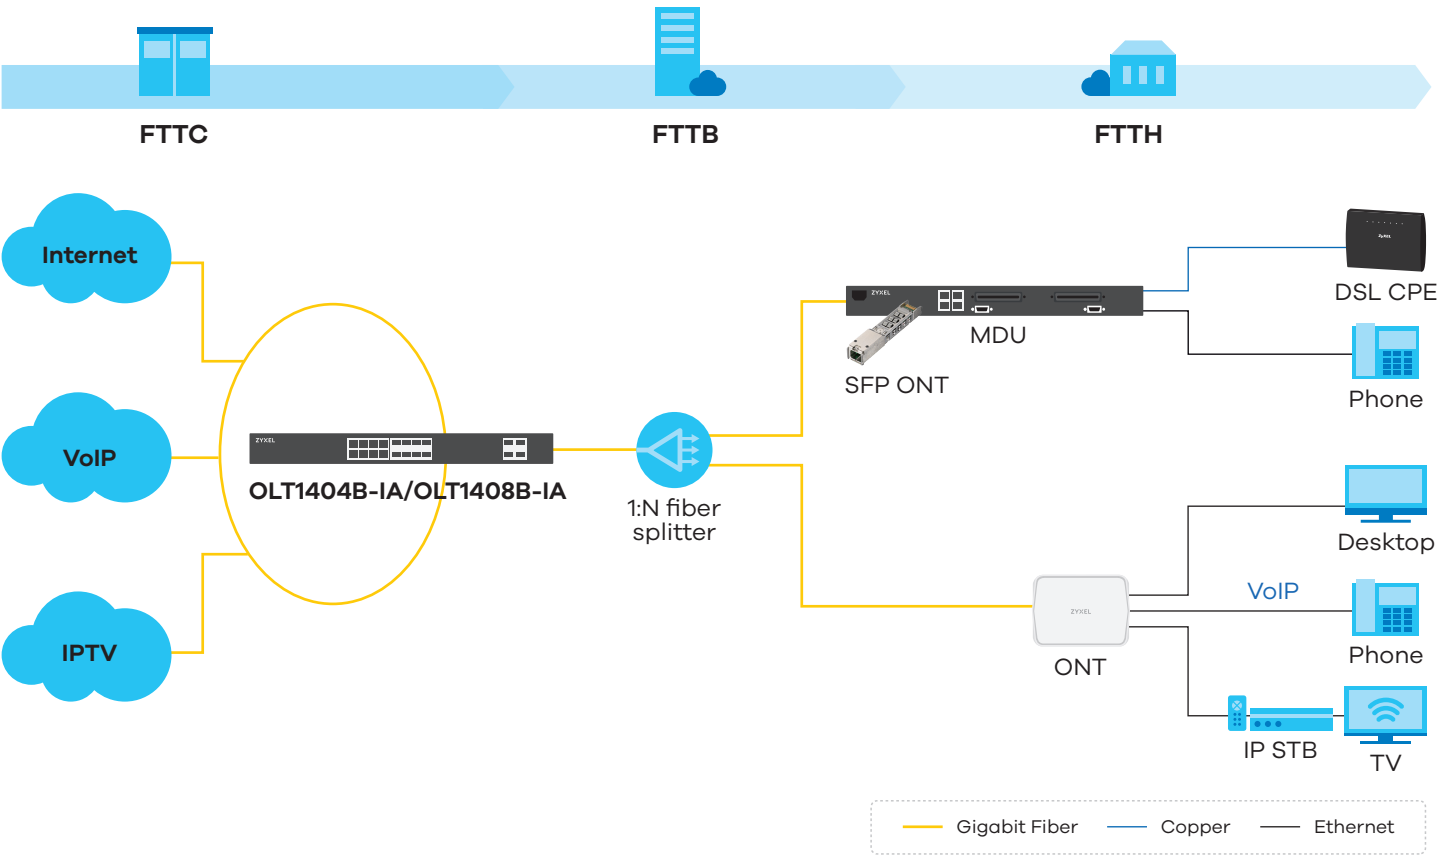 FTTC
FTTB
FTTH
Internet
VoIP
IPTV
ZYXEL
OLT1404B-IA/OLT1408B-IA
1:N fiber
splitter
ZYXEL
MDU
SFP ONT
ZYXEL
DSL CPE
Phone
ZYXEL
ONT
Desktop
VoIP
Phone
IP STB
TV
Gigabit Fiber
Copper
Ethernet